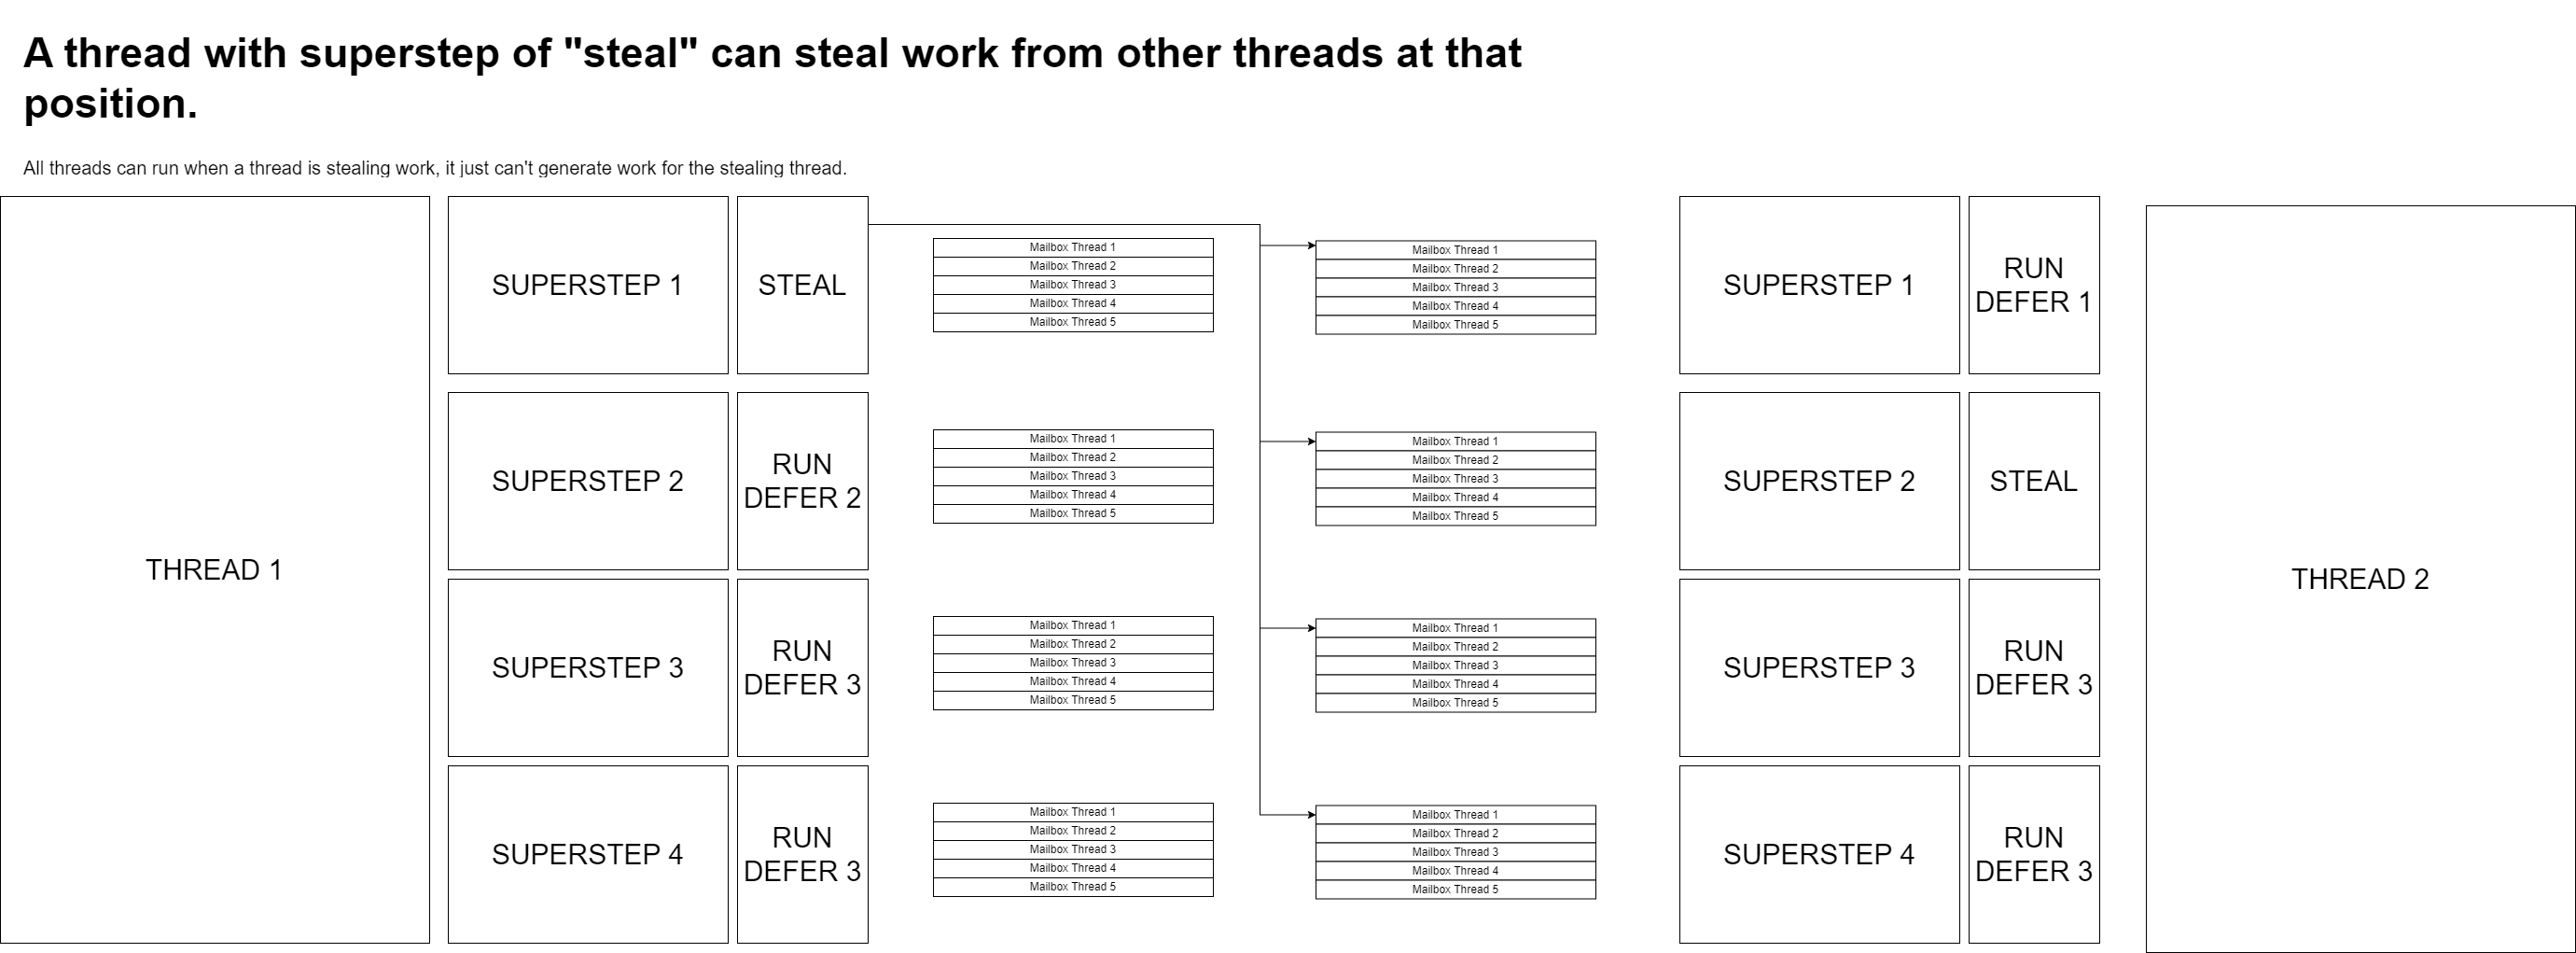 A thread with superstep of "steal" can steal work from other threads at that
position.
All threads can run when a thread is stealing work, it just can't generate work for the stealing thread.
THREAD 1
SUPERSTEP 1
STEAL
SUPERSTEP 2
RUN
DEFER 2
SUPERSTEP 3
RUN
DEFER 3
SUPERSTEP 4
RUN
DEFER 3
Mailbox Thread 1
Mailbox Thread 2
Mailbox Thread 3
Mailbox Thread 4
Mailbox Thread 5
Mailbox Thread 1
Mailbox Thread 2
Mailbox Thread 3
Mailbox Thread 4
Mailbox Thread 5
Mailbox Thread 1
Mailbox Thread 2
Mailbox Thread 3
Mailbox Thread 4
Mailbox Thread 5
Mailbox Thread 1
Mailbox Thread 2
Mailbox Thread 3
Mailbox Thread 4
Mailbox Thread 5
Mailbox Thread 1
Mailbox Thread 2
Mailbox Thread 3
Mailbox Thread 4
Mailbox Thread 5
Mailbox Thread 1
Mailbox Thread 2
Mailbox Thread 3
Mailbox Thread 4
Mailbox Thread 5
Mailbox Thread 1
Mailbox Thread 2
Mailbox Thread 3
Mailbox Thread 4
Mailbox Thread 5
Mailbox Thread 1
Mailbox Thread 2
Mailbox Thread 3
Mailbox Thread 4
Mailbox Thread 5
SUPERSTEP 1
RUN
DEFER 1
SUPERSTEP 2
STEAL
SUPERSTEP 3
RUN
DEFER 3
SUPERSTEP 4
RUN
DEFER 3
THREAD 2